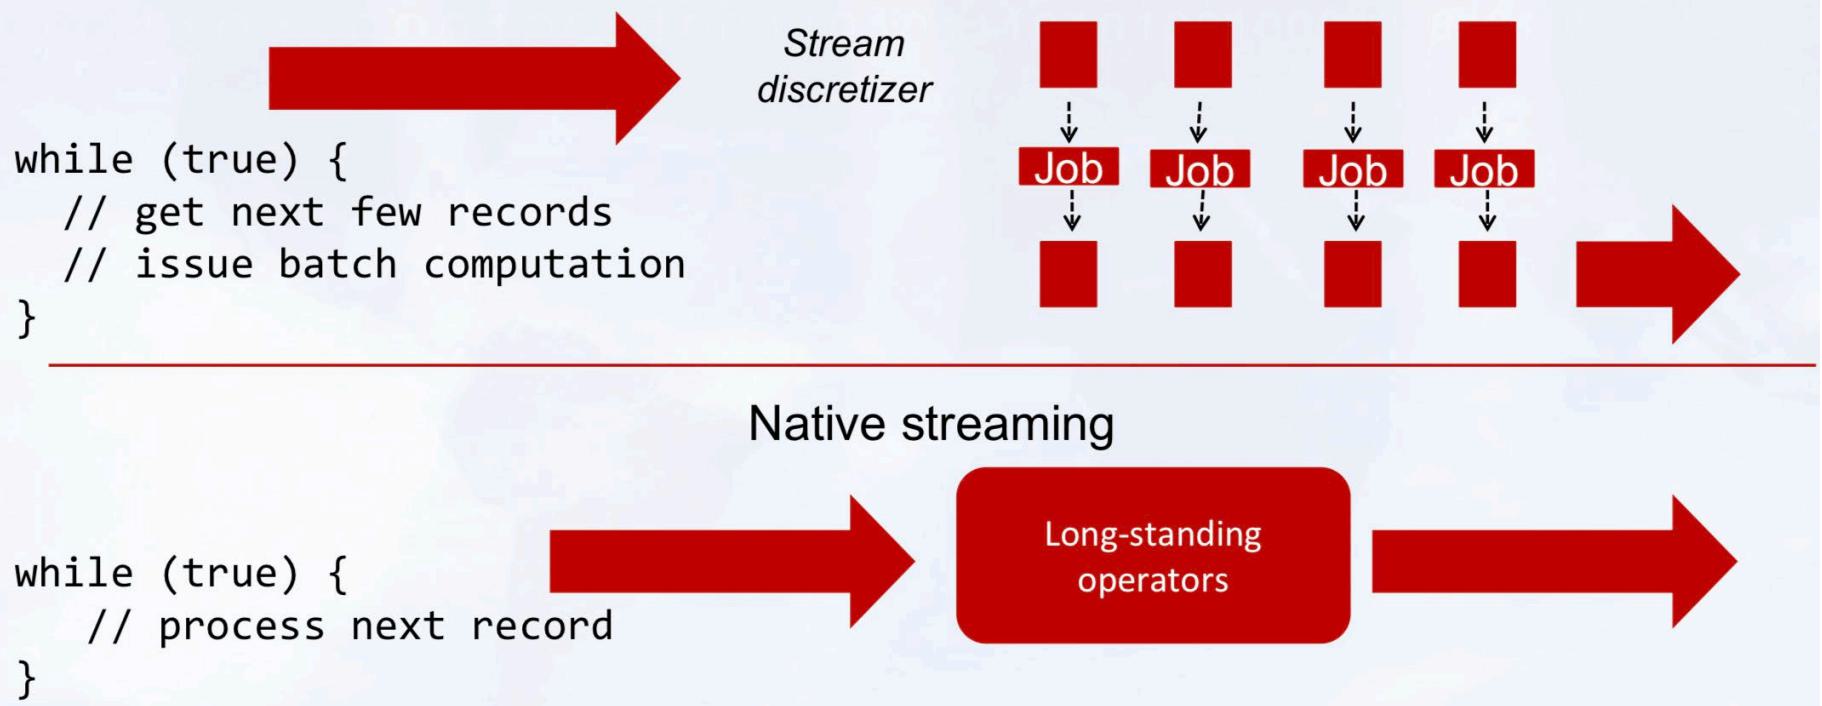 Stream
discretizer
while (true) {
  // get next few records
  // issue batch computation
}
Job Job Job Job
Native streaming
Long-standing
operators
while (true) {
   // process next record
}